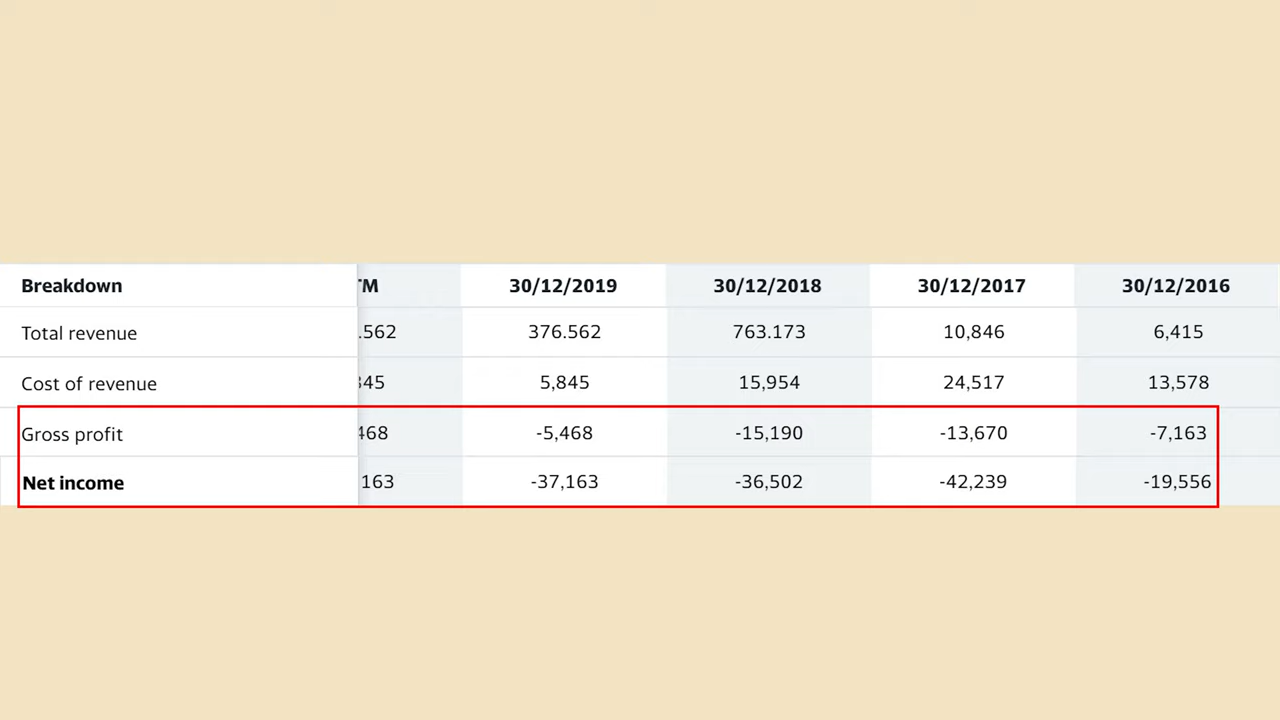 Breakdown TM 30/12/2019 30/12/2018 30/12/2017 30/12/2016
Total revenue .562 376.562 763.173 10,846 6,415
Cost of revenue 345 5,845 15,954 24,517 13,578
Gross profit 468 -5,468 -15,190 -13,670 -7,163
Net income 163 -37,163 -36,502 -42,239 -19,556